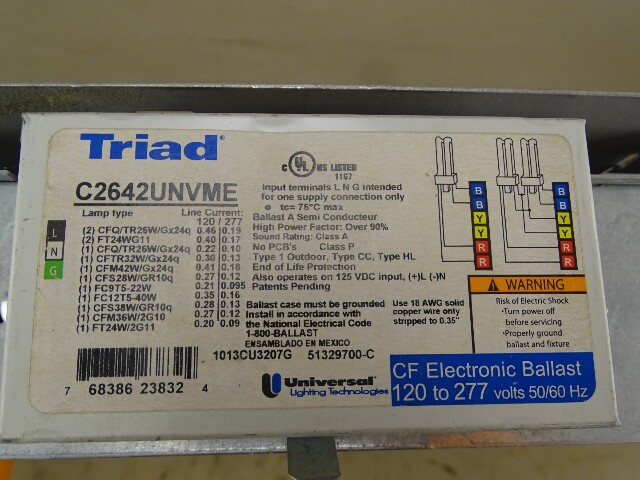 Triad®
C2642UNVME
Lamp type Line Current:
120 / 277
(2) CFQ/TR26W/Gx24q 0.46 0.19
(2) FT24WG11 0.40 0.17
(1) CFQ/TR26W/Gx24q 0.22 0.10
(1) CFTR32W/Gx24q 0.30 0.13
(1) CFM42W/Gx24q 0.41 0.18
(1) CFS28W/GR10q 0.27 0.12
(1) FC9T5-22W 0.21 0.095
(1) FC12T5-40W 0.35 0.16
(1) CFS38W/GR10q 0.28 0.13
(1) CFM36W/2G10 0.27 0.12
(1) FT24W/2G11 0.20 0.09
L
N
G
C UL US LISTED
11G7
Input terminals L N G intended
for one supply connection only
tc= 75°C max
Ballast A Semi Conducteur
High Power Factor: Over 90%
Sound Rating: Class A
No PCB's Class P
Type 1 Outdoor, Type CC, Type HL
End of Life Protection
Also operates on 125 VDC input, (+)L (-)N
Patents Pending
Ballast case must be grounded
Install in accordance with
the National Electrical Code
1-800-BALLAST
ENSAMBLADO EN MEXICO
1013CU3207G 51329700-C
Use 18 AWG solid
copper wire only
stripped to 0.35"
B B
B B
Y Y
Y Y
R R
R R
WARNING
Risk of Electric Shock
•Turn power off
before servicing
•Properly ground
ballast and fixture
7 68386 23832 4
Universal®
Lighting Technologies
CF Electronic Ballast
120 to 277 volts 50/60 Hz